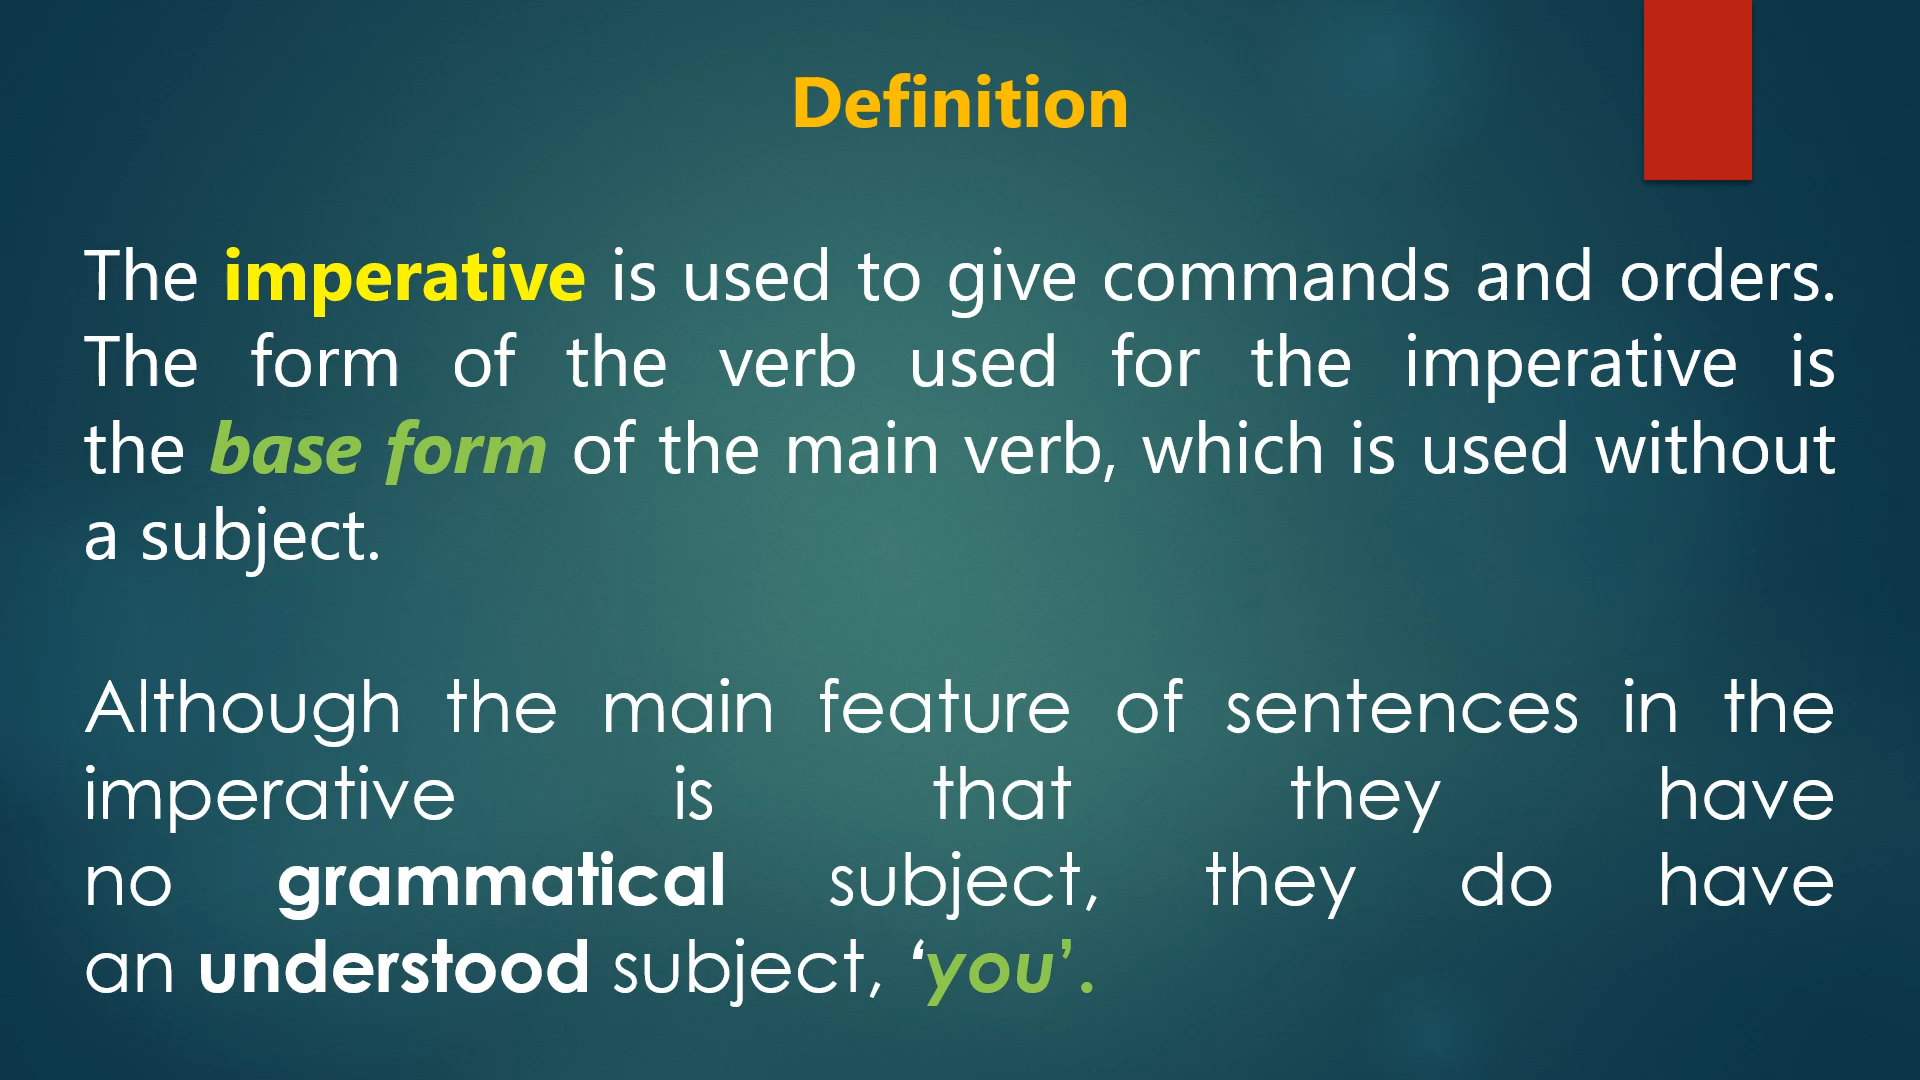 Definition
The imperative is used to give commands and orders.
The form of the verb used for the imperative is
the base form of the main verb, which is used without
a subject.
Although the main feature of sentences in the
imperative is that they have
no grammatical subject, they do have
an understood subject, ‘you’.